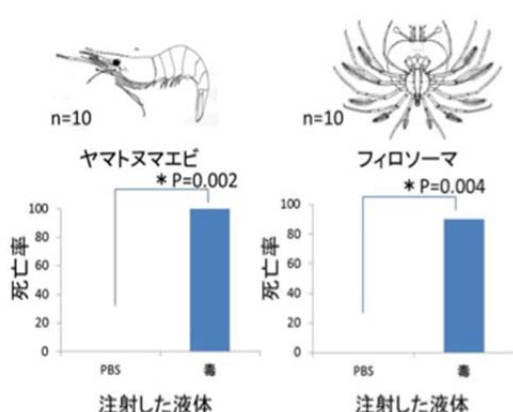 n=10
ヤマトヌマエビ
* P=0.002
死亡率
100
80
60
40
20
0
PBS
毒
注射した液体
n=10
フィロソーマ
* P=0.004
死亡率
100
80
60
40
20
0
PBS
毒
注射した液体